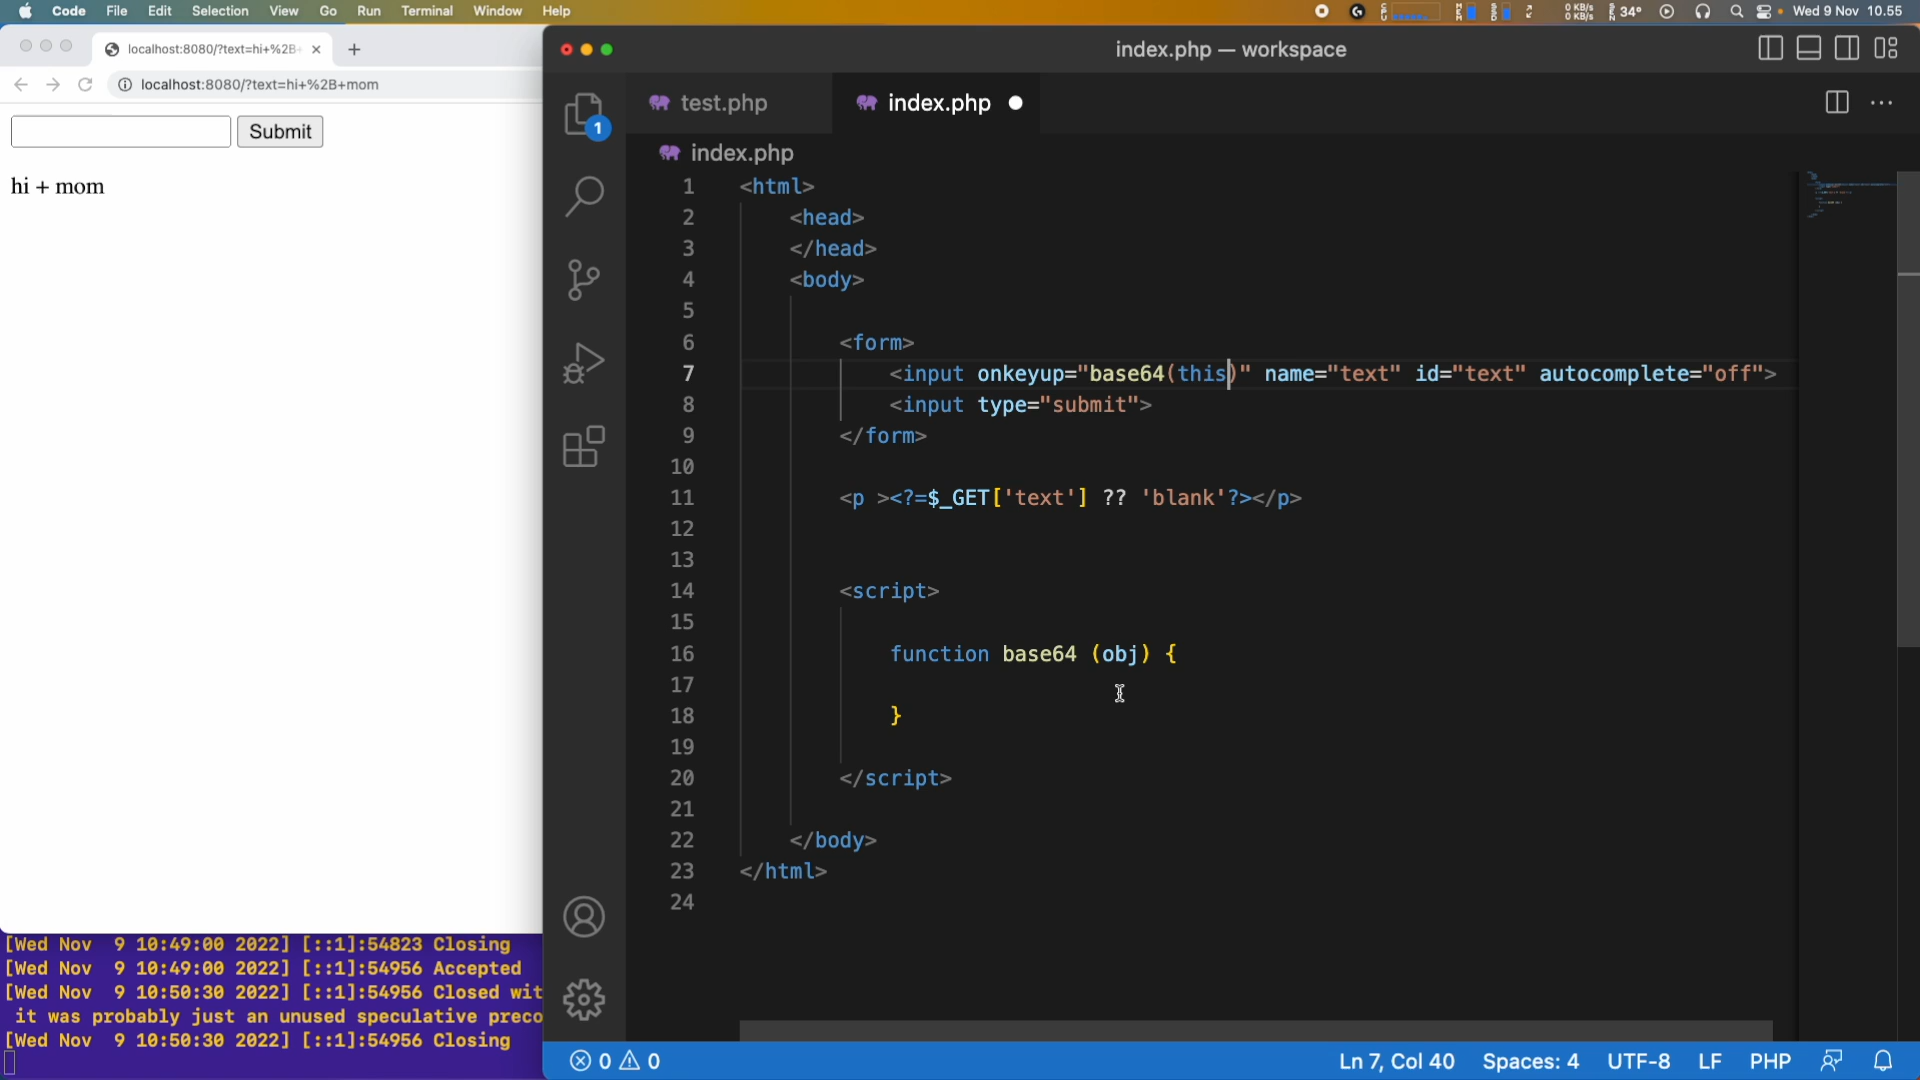 Code File Edit Selection View Go Run Terminal Window Help
0 KB/s
0 KB/s
34°
Wed 9 Nov 10.55
localhost:8080/?text=hi+%2B+
localhost:8080/?text=hi+%2B+mom
Submit
hi + mom
[Wed Nov  9 10:49:00 2022] [::1]:54823 Closing
[Wed Nov  9 10:49:00 2022] [::1]:54956 Accepted
[Wed Nov  9 10:50:30 2022] [::1]:54956 Closed wit
it was probably just an unused speculative preco
[Wed Nov  9 10:50:30 2022] [::1]:54956 Closing
index.php — workspace
1
test.php
index.php
index.php
1 <html>
2 <head>
3 </head>
4 <body>
5
6 <form>
7 <input onkeyup="base64(this)" name="text" id="text" autocomplete="off">
8 <input type="submit">
9 </form>
10
11 <p ><?=$_GET['text'] ?? 'blank'?></p>
12
13
14 <script>
15
16 function base64 (obj) {
17
18 }
19
20 </script>
21
22 </body>
23 </html>
24
0 0
Ln 7, Col 40 Spaces: 4 UTF-8 LF PHP